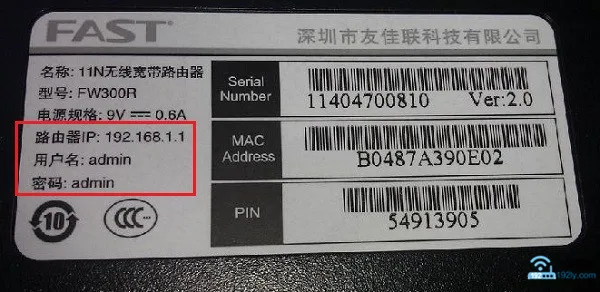 FAST®
深圳市友佳联科技有限公司
名称: 11N无线宽带路由器
型号: FW300R
电源规格: 9V⎓0.6A
路由器IP: 192.168.1.1
用户名: admin
密码: admin
10
CCC
Serial Number
11404700810 Ver:2.0
MAC Address
B0487A390E02
PIN
54913905
192ly.com